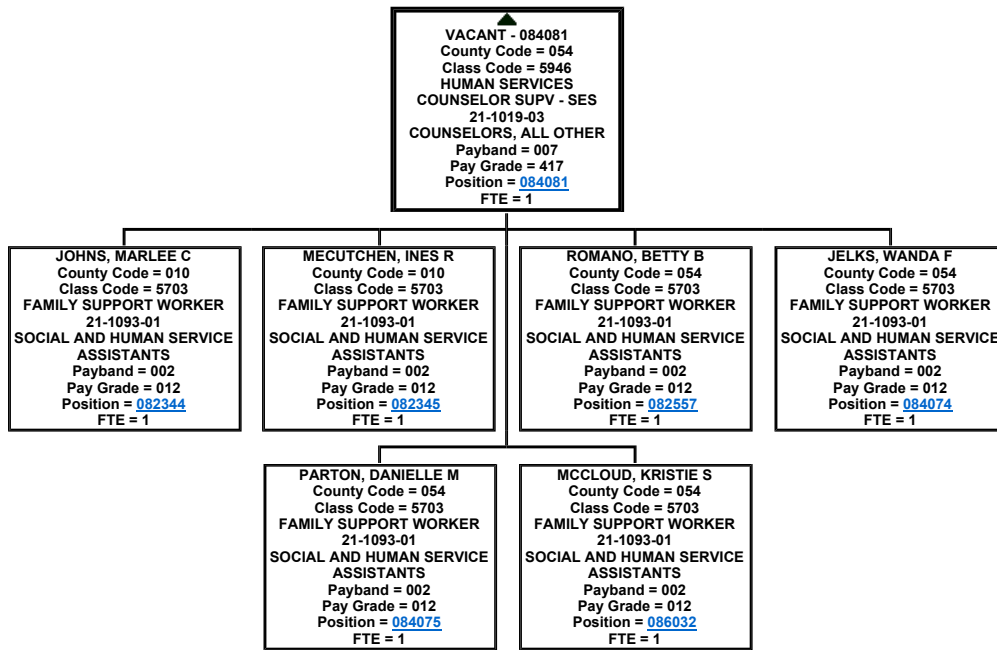 VACANT - 084081
County Code = 054
Class Code = 5946
HUMAN SERVICES
COUNSELOR SUPV - SES
21-1019-03
COUNSELORS, ALL OTHER
Payband = 007
Pay Grade = 417
Position = 084081
FTE = 1
JOHNS, MARLEE C
County Code = 010
Class Code = 5703
FAMILY SUPPORT WORKER
21-1093-01
SOCIAL AND HUMAN SERVICE
ASSISTANTS
Payband = 002
Pay Grade = 012
Position = 082344
FTE = 1
MECUTCHEN, INES R
County Code = 010
Class Code = 5703
FAMILY SUPPORT WORKER
21-1093-01
SOCIAL AND HUMAN SERVICE
ASSISTANTS
Payband = 002
Pay Grade = 012
Position = 082345
FTE = 1
ROMANO, BETTY B
County Code = 054
Class Code = 5703
FAMILY SUPPORT WORKER
21-1093-01
SOCIAL AND HUMAN SERVICE
ASSISTANTS
Payband = 002
Pay Grade = 012
Position = 082557
FTE = 1
JELKS, WANDA F
County Code = 054
Class Code = 5703
FAMILY SUPPORT WORKER
21-1093-01
SOCIAL AND HUMAN SERVICE
ASSISTANTS
Payband = 002
Pay Grade = 012
Position = 084074
FTE = 1
PARTON, DANIELLE M
County Code = 054
Class Code = 5703
FAMILY SUPPORT WORKER
21-1093-01
SOCIAL AND HUMAN SERVICE
ASSISTANTS
Payband = 002
Pay Grade = 012
Position = 084075
FTE = 1
MCCLOUD, KRISTIE S
County Code = 054
Class Code = 5703
FAMILY SUPPORT WORKER
21-1093-01
SOCIAL AND HUMAN SERVICE
ASSISTANTS
Payband = 002
Pay Grade = 012
Position = 086032
FTE = 1